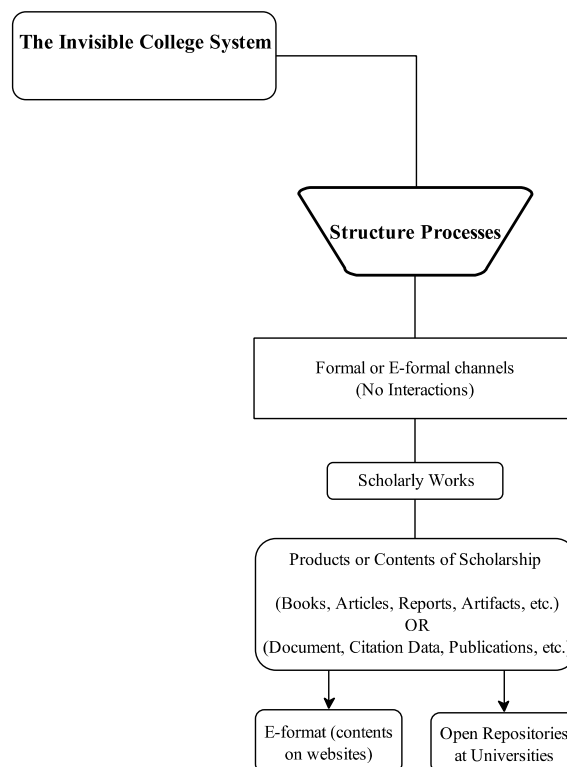 The Invisible College System
Structure Processes
Formal or E-formal channels
(No Interactions)
Scholarly Works
Products or Contents of Scholarship
(Books, Articles, Reports, Artifacts, etc.)
OR
(Document, Citation Data, Publications, etc.)
E-format (contents
on websites)
Open Repositories
at Universities